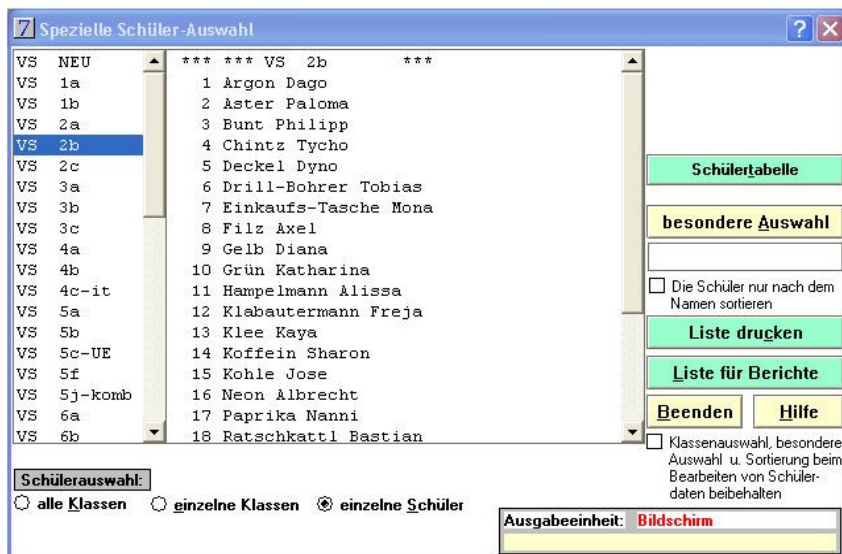 7 Spezielle Schüler-Auswahl
VS NEU
VS 1a
VS 1b
VS 2a
VS 2b
VS 2c
VS 3a
VS 3b
VS 3c
VS 4a
VS 4b
VS 4c-it
VS 5a
VS 5b
VS 5c-UE
VS 5f
VS 5j-komb
VS 6a
VS 6b
*** *** VS 2b ***
1 Argon Dago
2 Aster Paloma
3 Bunt Philipp
4 Chintz Tycho
5 Deckel Dyno
6 Drill-Bohrer Tobias
7 Einkaufs-Tasche Mona
8 Filz Axel
9 Gelb Diana
10 Grün Katharina
11 Hampelmann Alissa
12 Klabautermann Freja
13 Klee Kaya
14 Koffein Sharon
15 Kohle Jose
16 Neon Albrecht
17 Paprika Nanni
18 Ratschkattl Bastian
Schülertabelle
besondere Auswahl
Die Schüler nur nach dem
Namen sortieren
Liste drucken
Liste für Berichte
Beenden Hilfe
Klassenauswahl, besondere
Auswahl u. Sortierung beim
Bearbeiten von Schüler-
daten beibehalten
Schülerauswahl:
alle Klassen einzelne Klassen einzelne Schüler
Ausgabeeinheit: Bildschirm